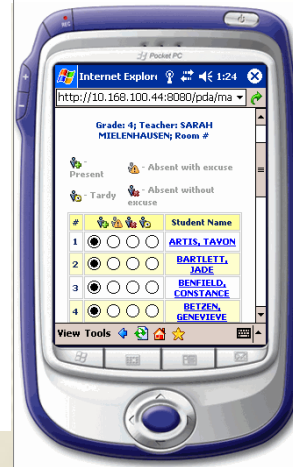 REC
Pocket PC
Internet Explor 1:24
http://10.168.100.44:8080/pda/ma
Grade: 4; Teacher: SARAH
MIELENHAUSEN; Room #
- Present
- Absent with excuse
- Tardy
- Absent without excuse
# Student Name
1 ARTIS, TAVON
2 BARTLETT, JADE
3 BENFIELD, CONSTANCE
4 BETZEN, GENEVIEVE
View Tools